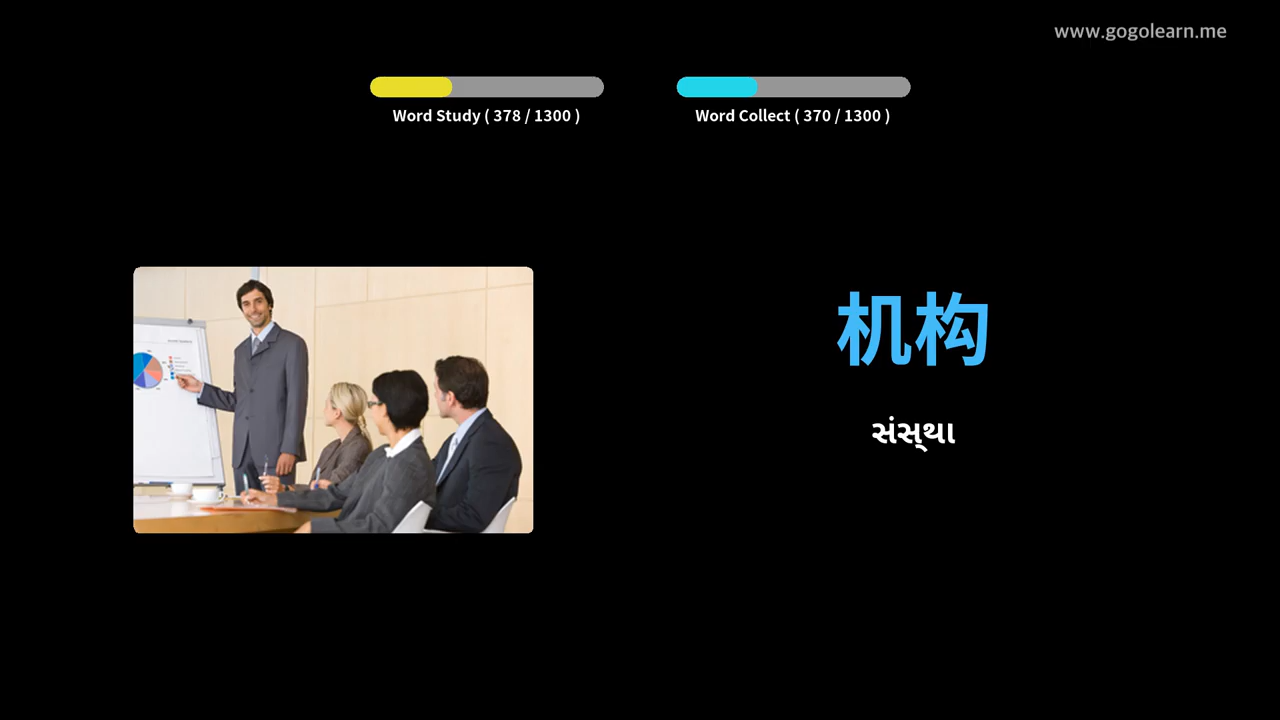 www.gogolearn.me
Word Study ( 378 / 1300 )
Word Collect ( 370 / 1300 )
机构
સંસ્થા